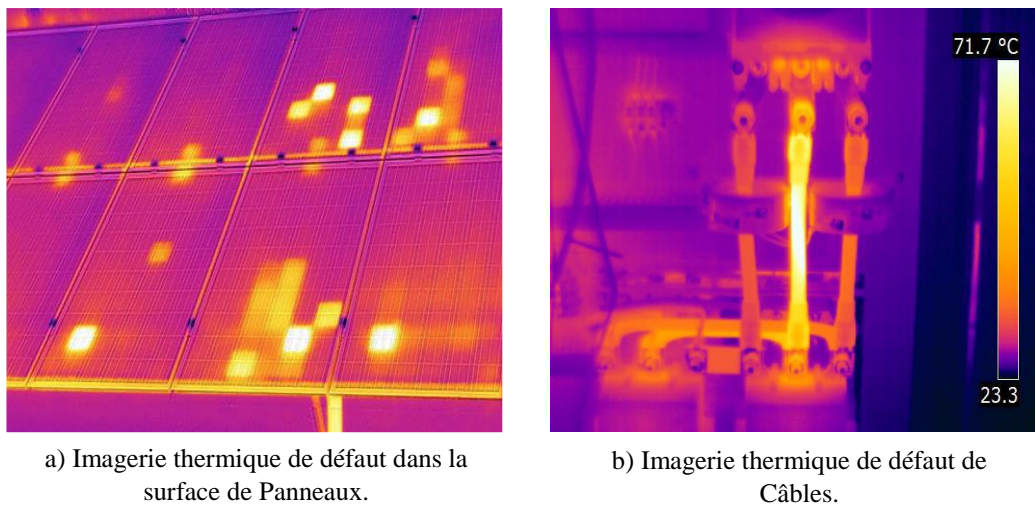 71.7 °C
23.3
a) Imagerie thermique de défaut dans la
surface de Panneaux.
b) Imagerie thermique de défaut de
Câbles.